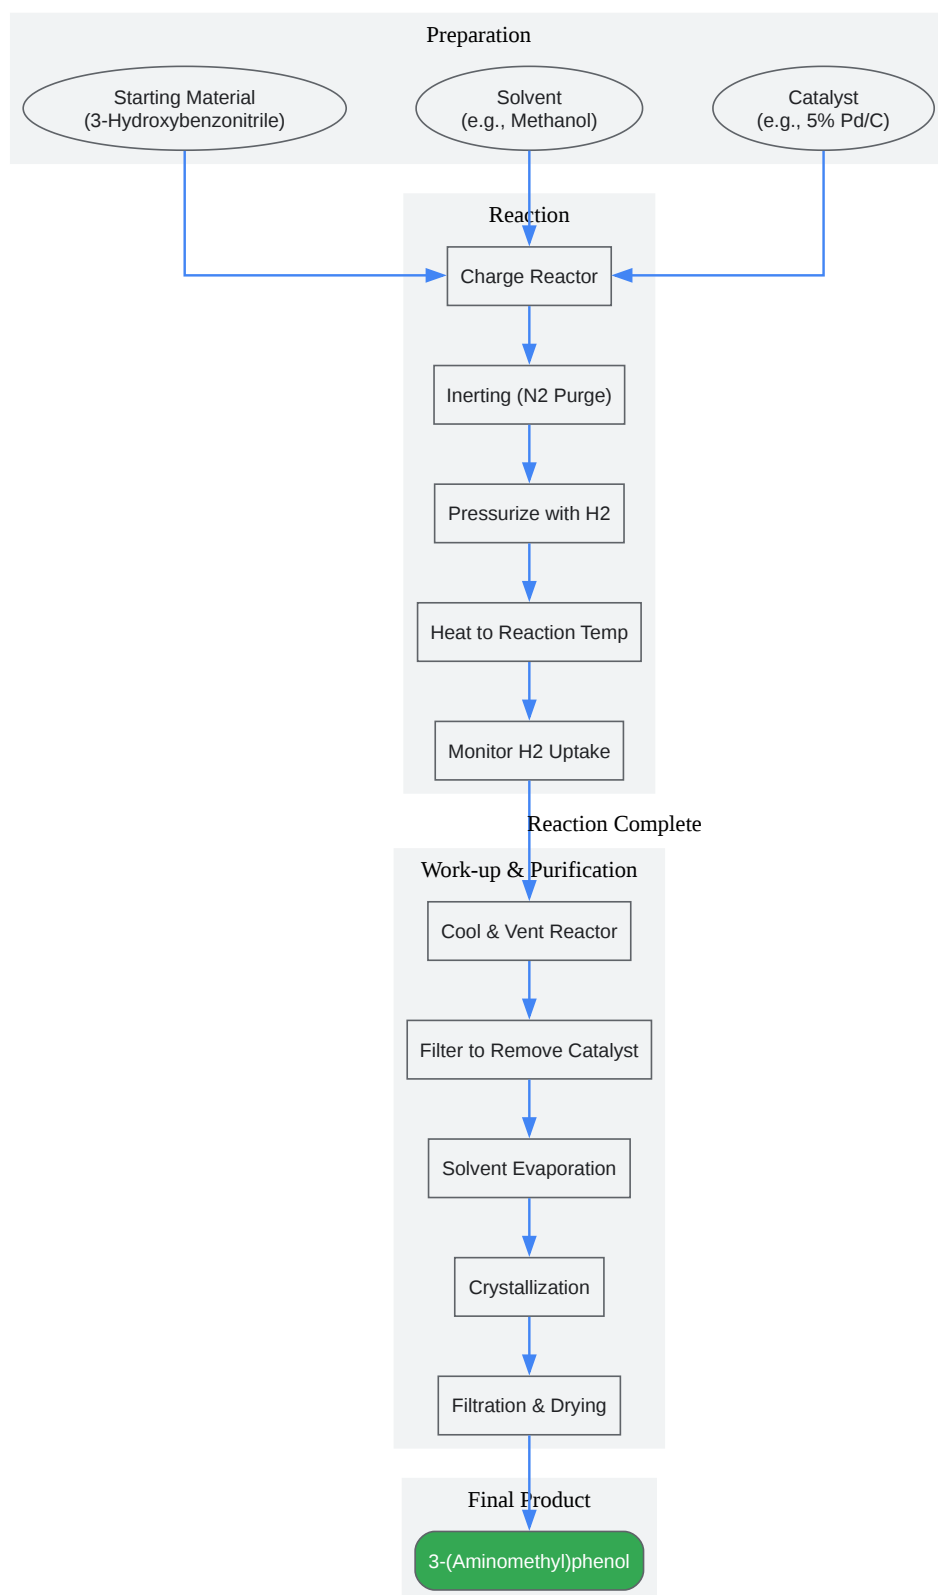 Preparation
Starting Material
(3-Hydroxybenzonitrile)
Solvent
(e.g., Methanol)
Catalyst
(e.g., 5% Pd/C)
Reaction
Charge Reactor
Inerting (N2 Purge)
Pressurize with H2
Heat to Reaction Temp
Monitor H2 Uptake
Reaction Complete
Work-up & Purification
Cool & Vent Reactor
Filter to Remove Catalyst
Solvent Evaporation
Crystallization
Filtration & Drying
Final Product
3-(Aminomethyl)phenol